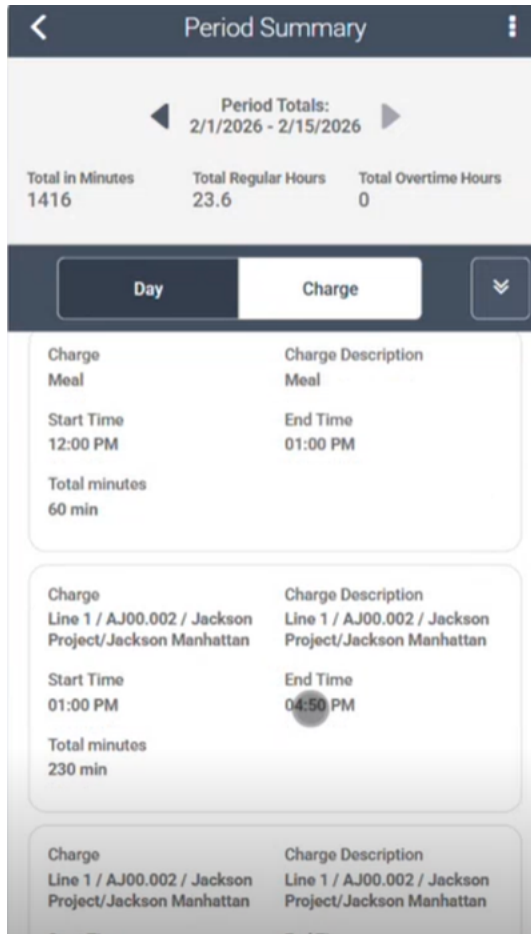 Period Summary
Period Totals:
2/1/2026 - 2/15/2026
Total in Minutes
1416
Total Regular Hours
23.6
Total Overtime Hours
0
Day
Charge
Charge
Meal
Charge Description
Meal
Start Time
12:00 PM
End Time
01:00 PM
Total minutes
60 min
Charge
Line 1 / AJ00.002 / Jackson
Project/Jackson Manhattan
Charge Description
Line 1 / AJ00.002 / Jackson
Project/Jackson Manhattan
Start Time
01:00 PM
End Time
04:50 PM
Total minutes
230 min
Charge
Line 1 / AJ00.002 / Jackson
Project/Jackson Manhattan
Charge Description
Line 1 / AJ00.002 / Jackson
Project/Jackson Manhattan